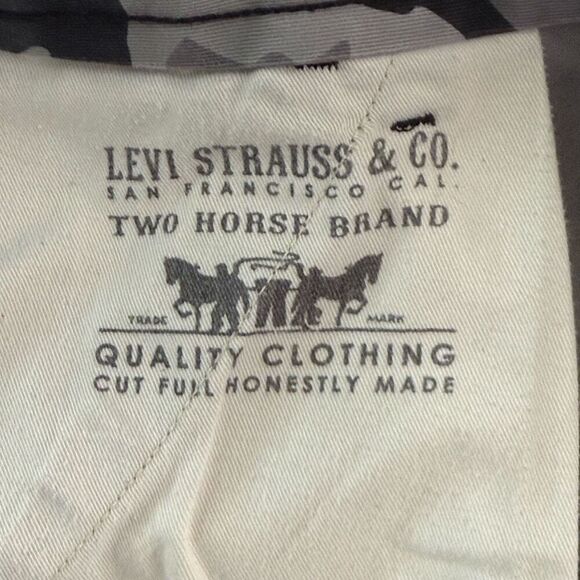 LEVI STRAUSS & CO.
SAN FRANCISCO CAL.
TWO HORSE BRAND
TRADE MARK
QUALITY CLOTHING
CUT FULL HONESTLY MADE